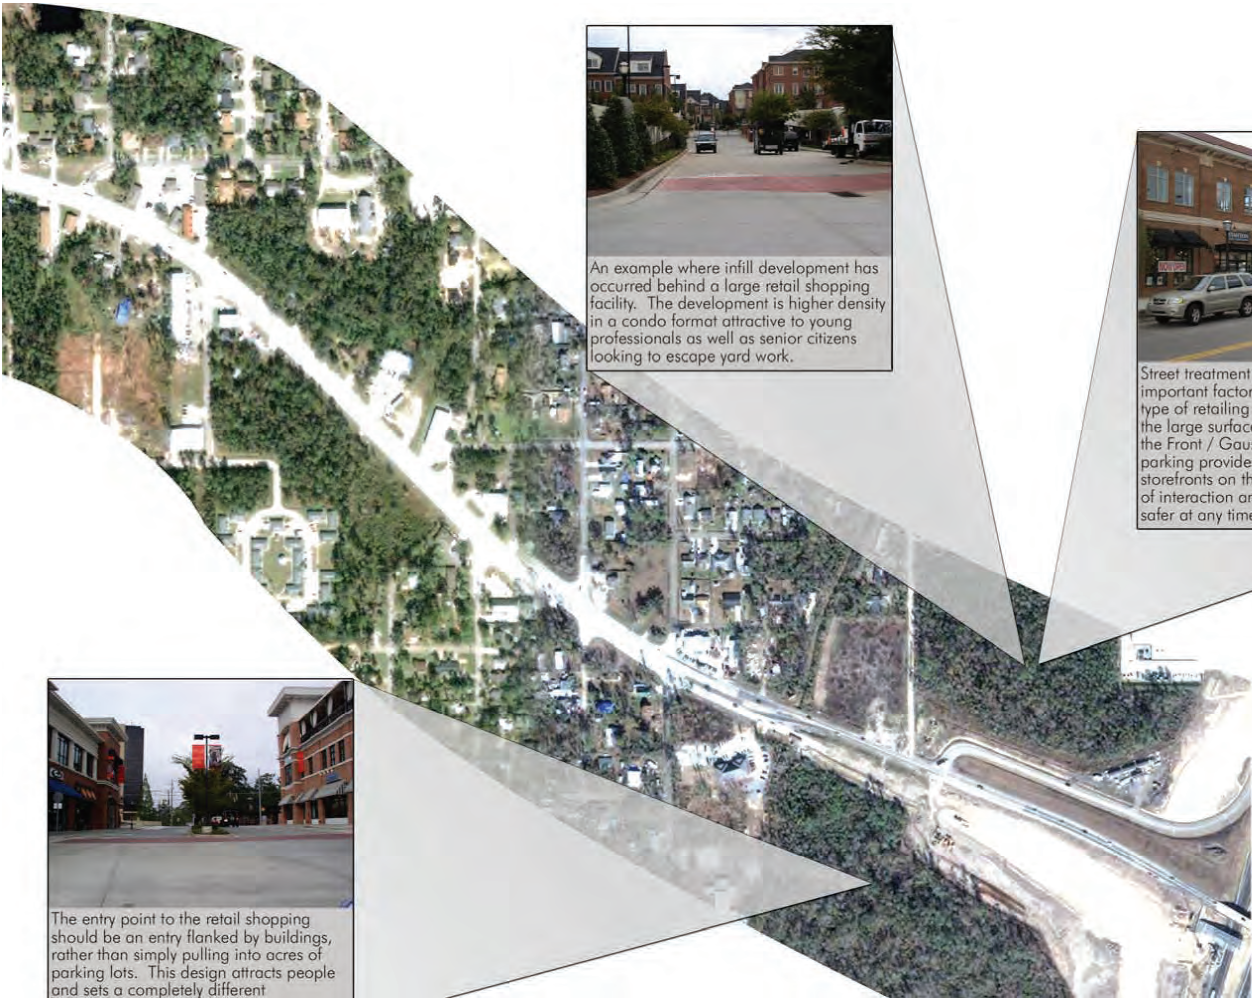 An example where infill development has
occurred behind a large retail shopping
facility.  The development is higher density
in a condo format attractive to young
professionals as well as senior citizens
looking to escape yard work.
Street treatment
important factor
type of retailing
the large surface
the Front / Gau
parking provide
storefronts on th
of interaction an
safer at any time
The entry point to the retail shopping
should be an entry flanked by buildings,
rather than simply pulling into acres of
parking lots.  This design attracts people
and sets a completely different